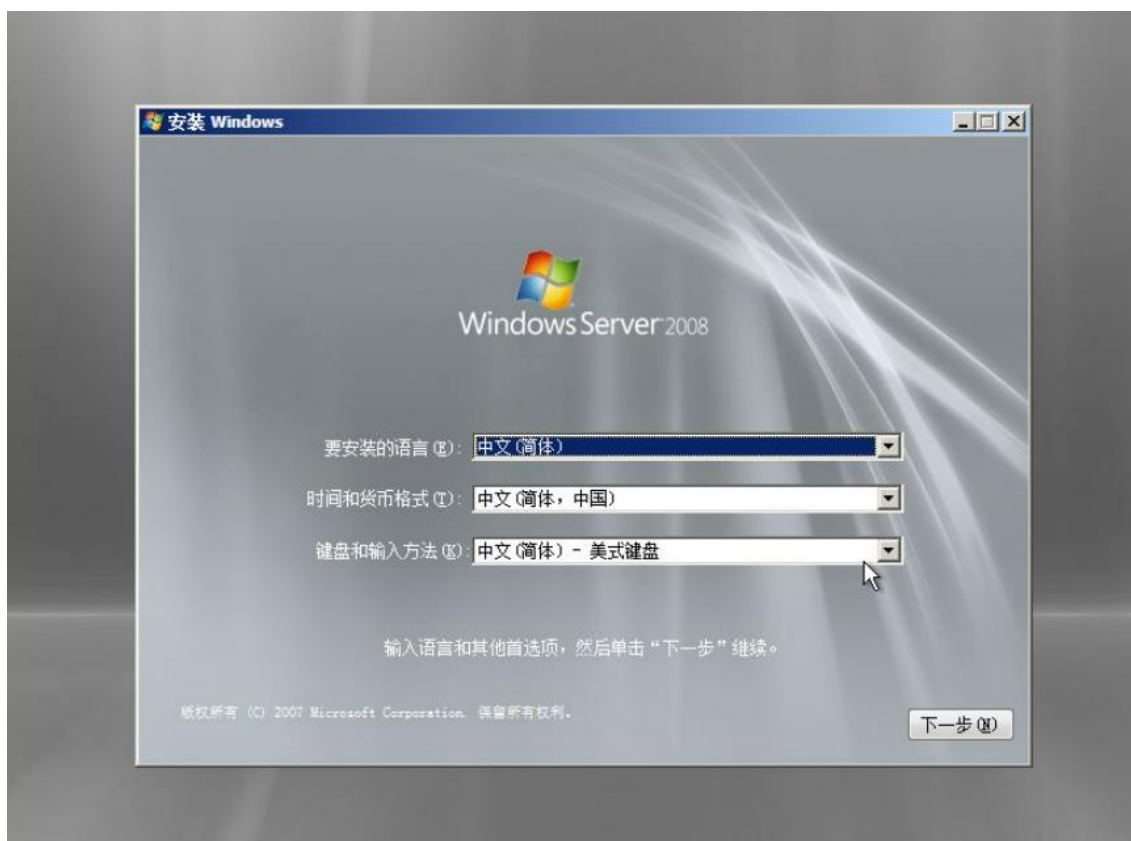 安装 Windows
Windows Server 2008
要安装的语言(E): 中文(简体)
时间和货币格式(T): 中文(简体，中国)
键盘和输入方法(K): 中文(简体) - 美式键盘
输入语言和其他首选项，然后单击“下一步”继续。
版权所有 (C) 2007 Microsoft Corporation. 保留所有权利。
下一步(N)